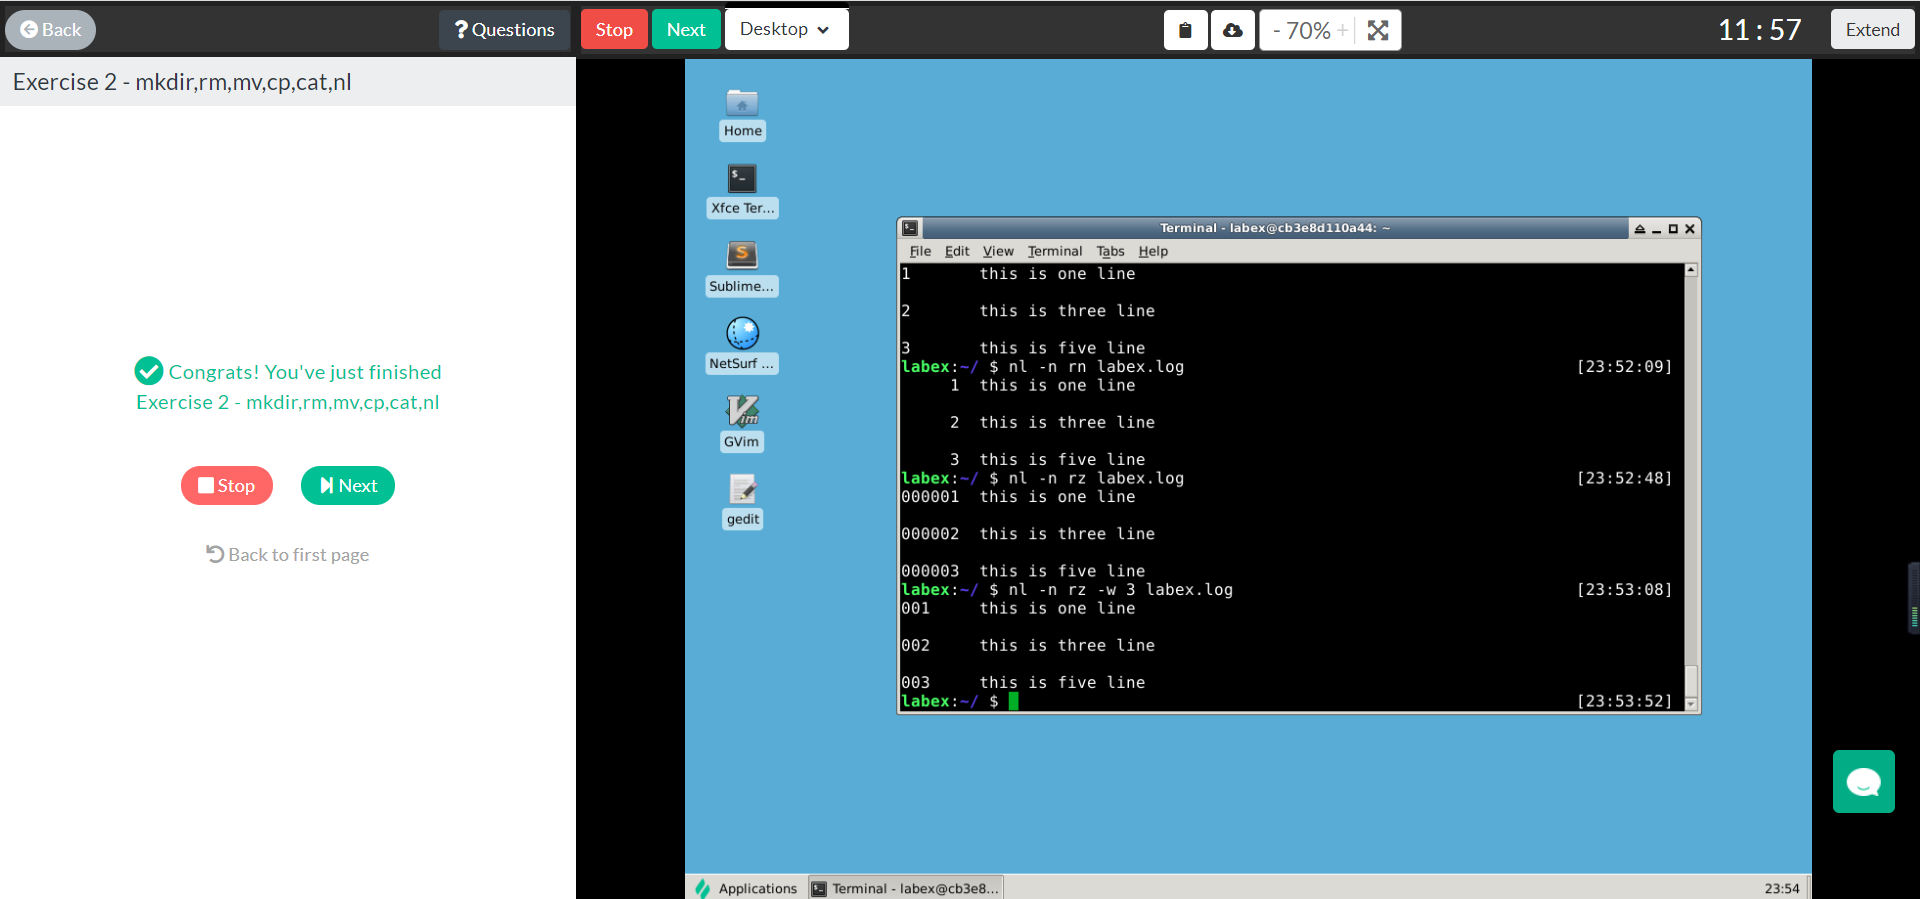 Back
? Questions
Stop
Next
Desktop
- 70% +
11 : 57
Extend
Exercise 2 - mkdir,rm,mv,cp,cat,nl
Congrats! You've just finished
Exercise 2 - mkdir,rm,mv,cp,cat,nl
Stop
Next
Back to first page
Home
Xfce Ter...
Sublime...
NetSurf ...
GVim
gedit
Terminal - labex@cb3e8d110a44: ~
File Edit View Terminal Tabs Help
1 this is one line
2 this is three line
3 this is five line
labex:~/ $ nl -n rn labex.log [23:52:09]
1 this is one line
2 this is three line
3 this is five line
labex:~/ $ nl -n rz labex.log [23:52:48]
000001 this is one line
000002 this is three line
000003 this is five line
labex:~/ $ nl -n rz -w 3 labex.log [23:53:08]
001 this is one line
002 this is three line
003 this is five line
labex:~/ $ [23:53:52]
Applications
Terminal - labex@cb3e8...
23:54